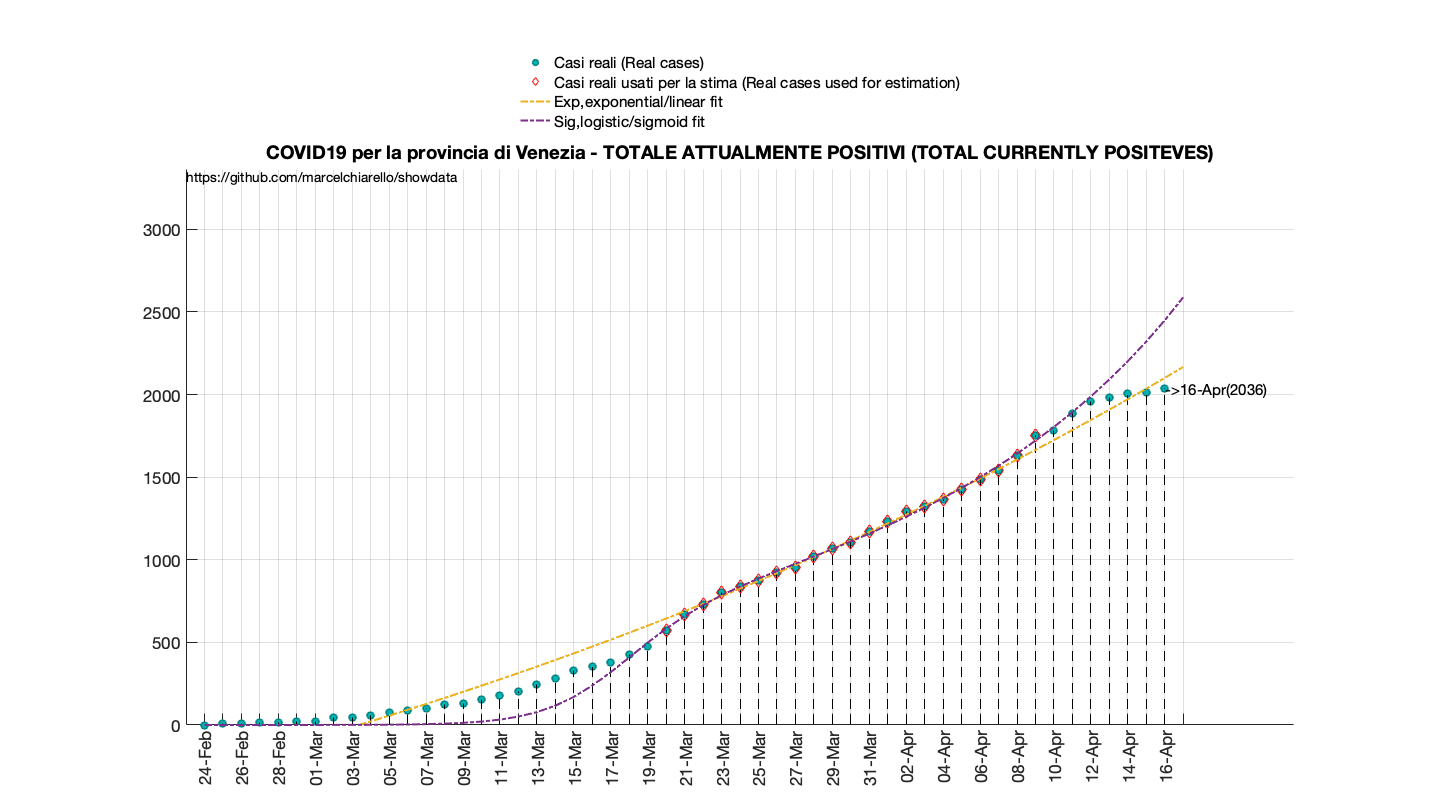 Casi reali (Real cases)
Casi reali usati per la stima (Real cases used for estimation)
Exp,exponential/linear fit
Sig,logistic/sigmoid fit
COVID19 per la provincia di Venezia - TOTALE ATTUALMENTE POSITIVI (TOTAL CURRENTLY POSITEVES)
https://github.com/marcelchiarello/showdata
3000
2500
2000
1500
1000
500
0
->16-Apr(2036)
24-Feb
26-Feb
28-Feb
01-Mar
03-Mar
05-Mar
07-Mar
09-Mar
11-Mar
13-Mar
15-Mar
17-Mar
19-Mar
21-Mar
23-Mar
25-Mar
27-Mar
29-Mar
31-Mar
02-Apr
04-Apr
06-Apr
08-Apr
10-Apr
12-Apr
14-Apr
16-Apr